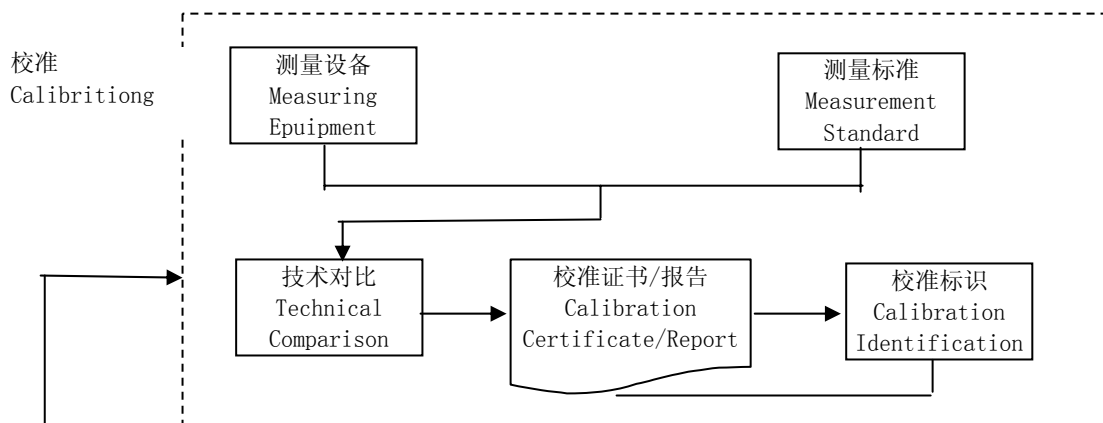 校准
Calibritiong
测量设备
Measuring
Epuipment
测量标准
Measurement
Standard
技术对比
Technical
Comparison
校准证书/报告
Calibration
Certificate/Report
校准标识
Calibration
Identification